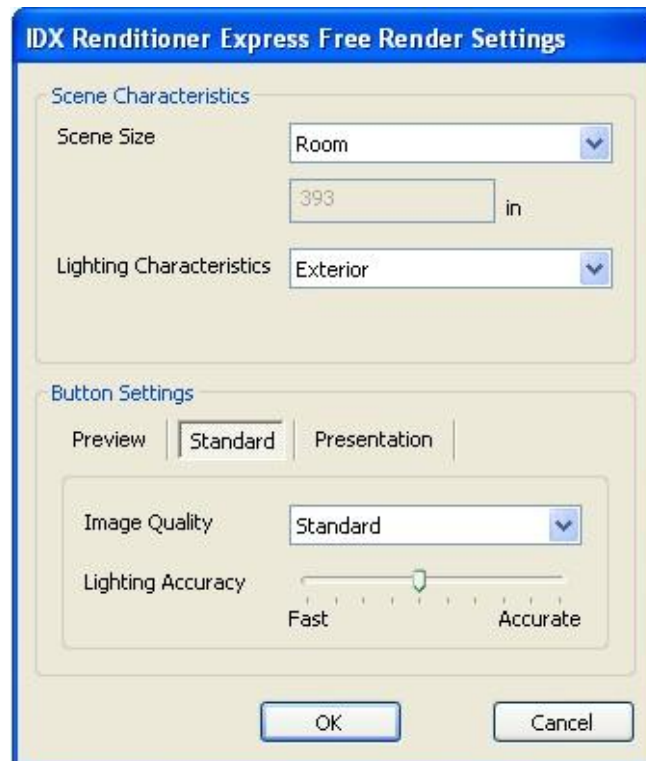 IDX Renditioner Express Free Render Settings
Scene Characteristics
Scene Size
Room
393 in
Lighting Characteristics
Exterior
Button Settings
Preview Standard Presentation
Image Quality
Standard
Lighting Accuracy
Fast Accurate
OK Cancel